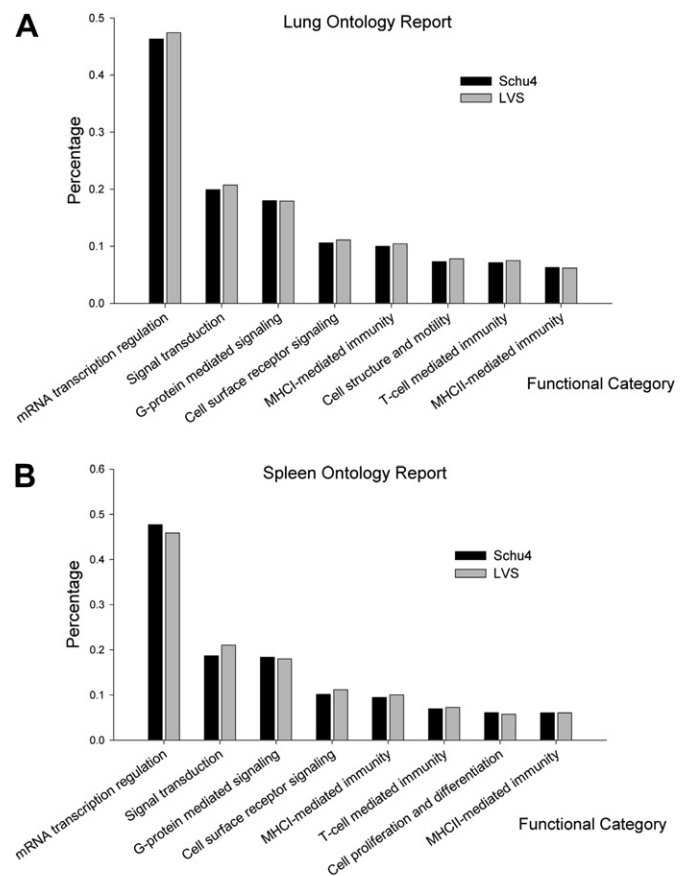 A
Lung Ontology Report
0.5
0.4
0.3
0.2
0.1
0.0
Percentage
Schu4
LVS
mRNA transcription regulation
Signal transduction
G-protein mediated signaling
Cell surface receptor signaling
MHCI-mediated immunity
Cell structure and motility
T-cell mediated immunity
MHCII-mediated immunity
Functional Category
B
Spleen Ontology Report
0.6
0.5
0.4
0.3
0.2
0.1
0.0
Percentage
Schu4
LVS
mRNA transcription regulation
Signal transduction
G-protein mediated signaling
Cell surface receptor signaling
MHCI-mediated immunity
T-cell mediated immunity
Cell proliferation and differentiation
MHCII-mediated immunity
Functional Category